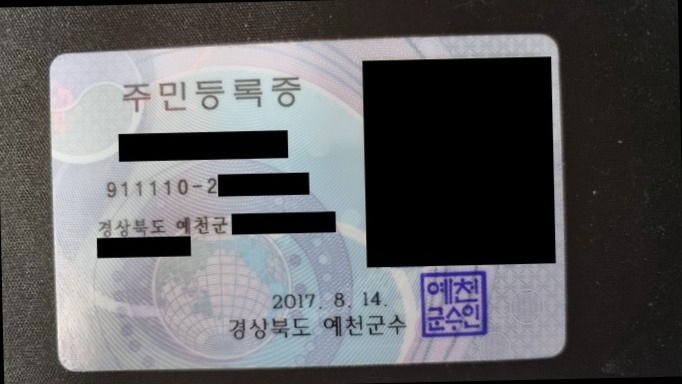 주민등록증
911110-2
경상북도 예천군
2017. 8. 14.
경상북도 예천군수
예천
군수인